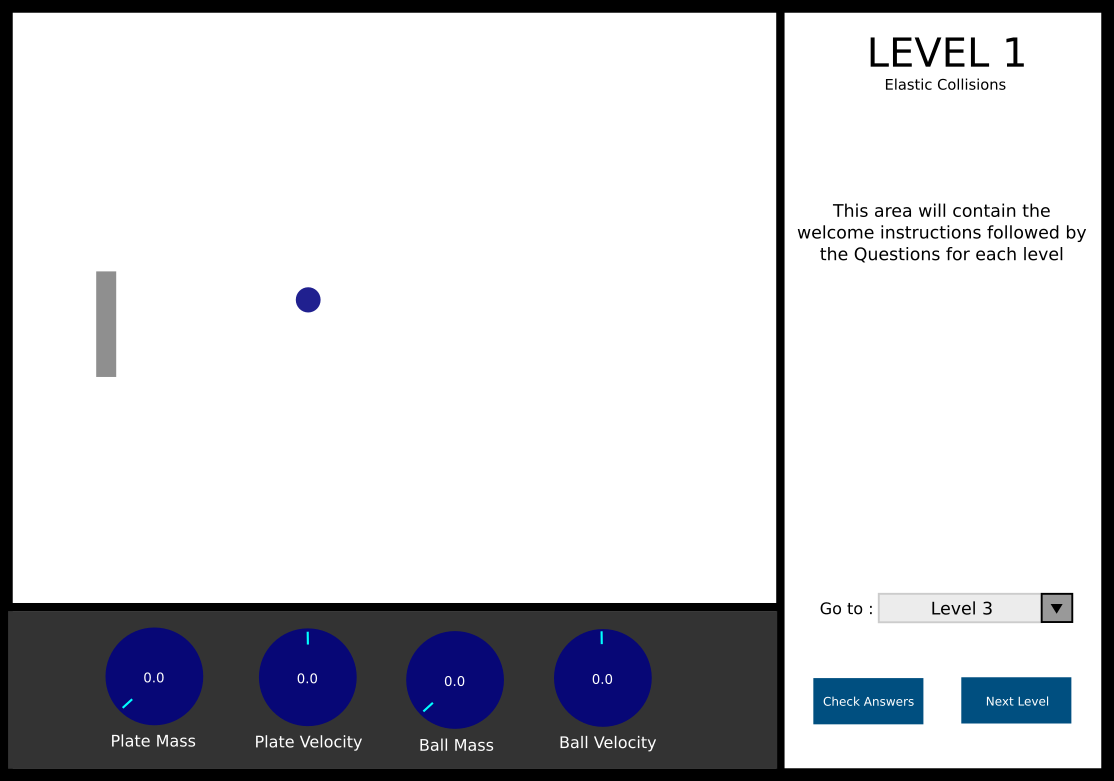 LEVEL 1
Elastic Collisions
This area will contain the
welcome instructions followed by
the Questions for each level
Go to :
Level 3
Check Answers
Next Level
0.0
0.0
0.0
0.0
Plate Mass
Plate Velocity
Ball Mass
Ball Velocity